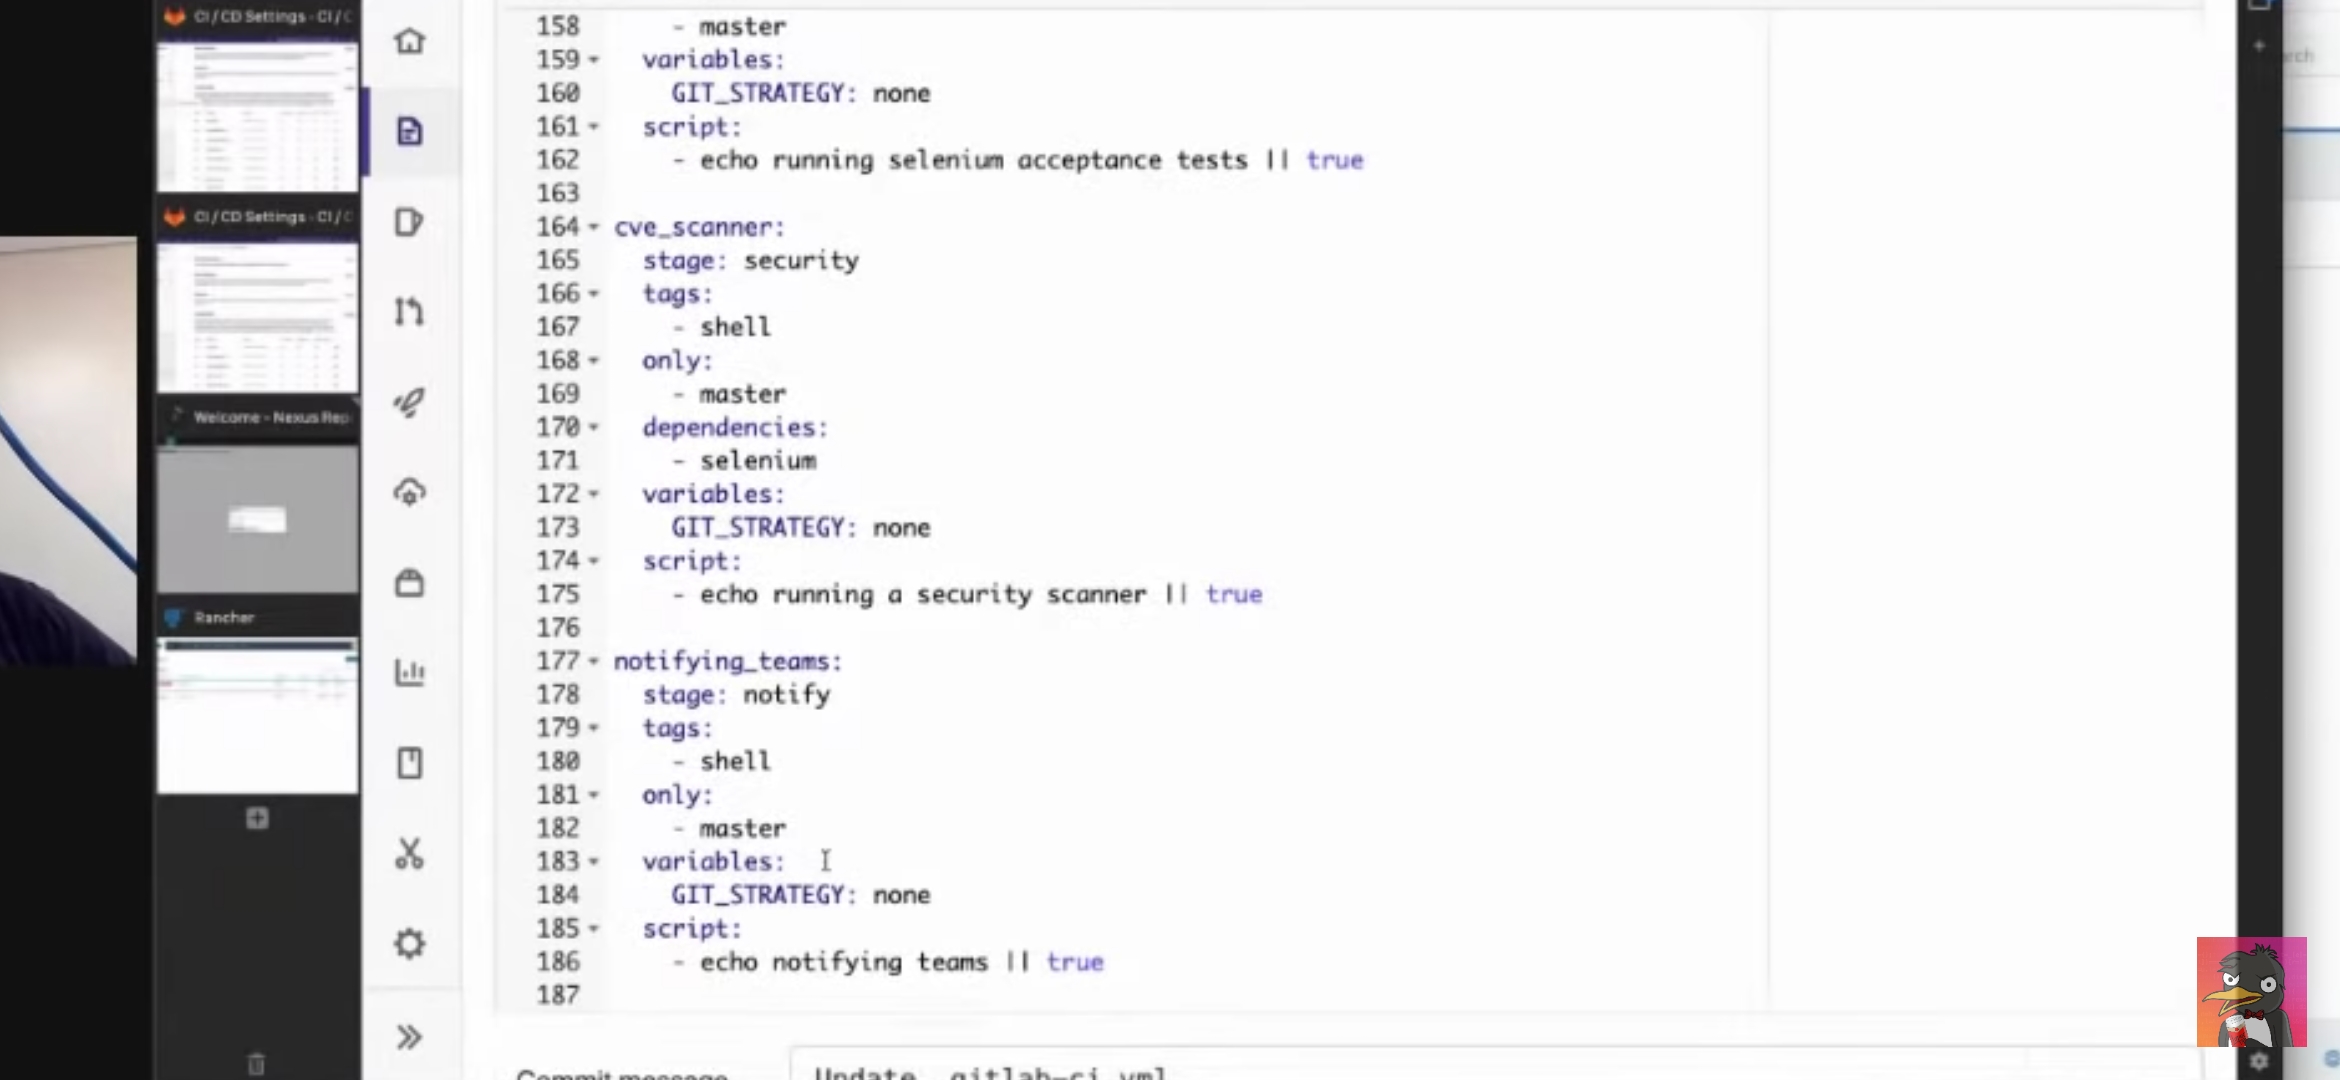 CI / CD Settings - CI / C
CI / CD Settings - CI / C
Welcome - Nexus Rep
Rancher
158 - master
159 variables:
160 GIT_STRATEGY: none
161 script:
162 - echo running selenium acceptance tests || true
163
164 cve_scanner:
165 stage: security
166 tags:
167 - shell
168 only:
169 - master
170 dependencies:
171 - selenium
172 variables:
173 GIT_STRATEGY: none
174 script:
175 - echo running a security scanner || true
176
177 notifying_teams:
178 stage: notify
179 tags:
180 - shell
181 only:
182 - master
183 variables:
184 GIT_STRATEGY: none
185 script:
186 - echo notifying teams || true
187
Commit message
Update .gitlab-ci.yml